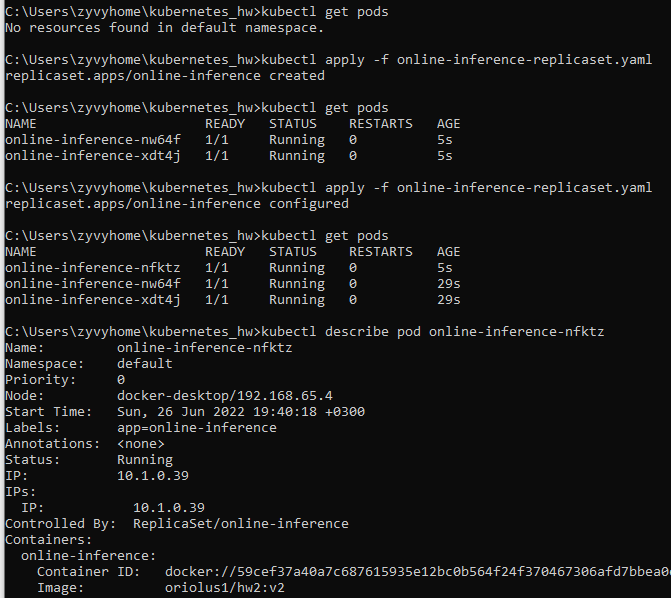 C:\Users\zyvyhome\kubernetes_hw>kubectl get pods
No resources found in default namespace.
C:\Users\zyvyhome\kubernetes_hw>kubectl apply -f online-inference-replicaset.yaml
replicaset.apps/online-inference created
C:\Users\zyvyhome\kubernetes_hw>kubectl get pods
NAME                     READY   STATUS    RESTARTS   AGE
online-inference-nw64f   1/1     Running   0          5s
online-inference-xdt4j   1/1     Running   0          5s
C:\Users\zyvyhome\kubernetes_hw>kubectl apply -f online-inference-replicaset.yaml
replicaset.apps/online-inference configured
C:\Users\zyvyhome\kubernetes_hw>kubectl get pods
NAME                     READY   STATUS    RESTARTS   AGE
online-inference-nfktz   1/1     Running   0          5s
online-inference-nw64f   1/1     Running   0          29s
online-inference-xdt4j   1/1     Running   0          29s
C:\Users\zyvyhome\kubernetes_hw>kubectl describe pod online-inference-nfktz
Name:         online-inference-nfktz
Namespace:    default
Priority:     0
Node:         docker-desktop/192.168.65.4
Start Time:   Sun, 26 Jun 2022 19:40:18 +0300
Labels:       app=online-inference
Annotations:  <none>
Status:       Running
IP:           10.1.0.39
IPs:
  IP:           10.1.0.39
Controlled By:  ReplicaSet/online-inference
Containers:
  online-inference:
    Container ID:   docker://59cef37a40a7c687615935e12bc0b564f24f370467306afd7bbea0
    Image:          oriolus1/hw2:v2